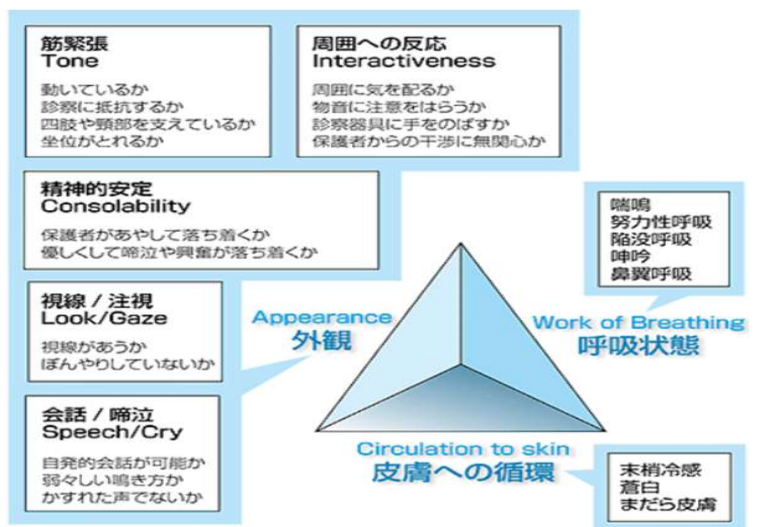 筋緊張
Tone
動いているか
診察に抵抗するか
四肢や頸部を支えているか
坐位がとれるか
周囲への反応
Interactiveness
周囲に気を配るか
物音に注意をはらうか
診察器具に手をのばすか
保護者からの干渉に無関心か
精神的安定
Consolability
保護者があやして落ち着くか
優しくして啼泣や興奮が落ち着くか
視線 / 注視
Look/Gaze
視線があうか
ぼんやりしていないか
会話 / 啼泣
Speech/Cry
自発的会話が可能か
弱々しい鳴き方か
かすれた声でないか
Appearance
外観
喘鳴
努力性呼吸
陥没呼吸
呻吟
鼻翼呼吸
Work of Breathing
呼吸状態
Circulation to skin
皮膚への循環
末梢冷感
蒼白
まだら皮膚